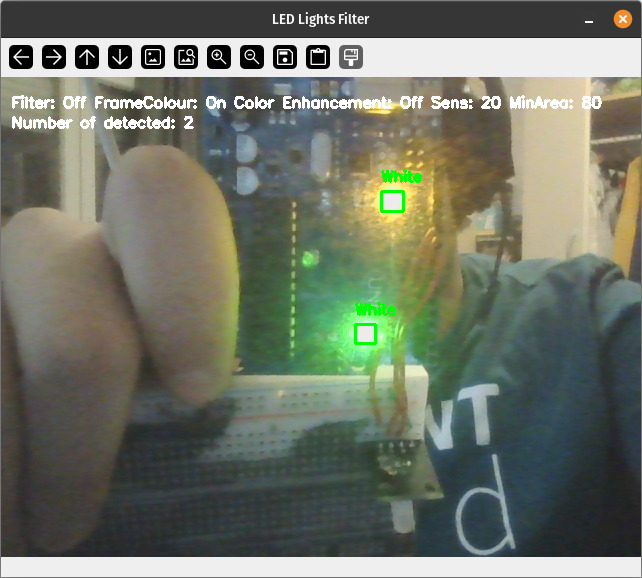 LED Lights Filter
Filter: Off FrameColour: On Color Enhancement: Off Sens: 20 MinArea: 80
Number of detected: 2
White
White
NT
d